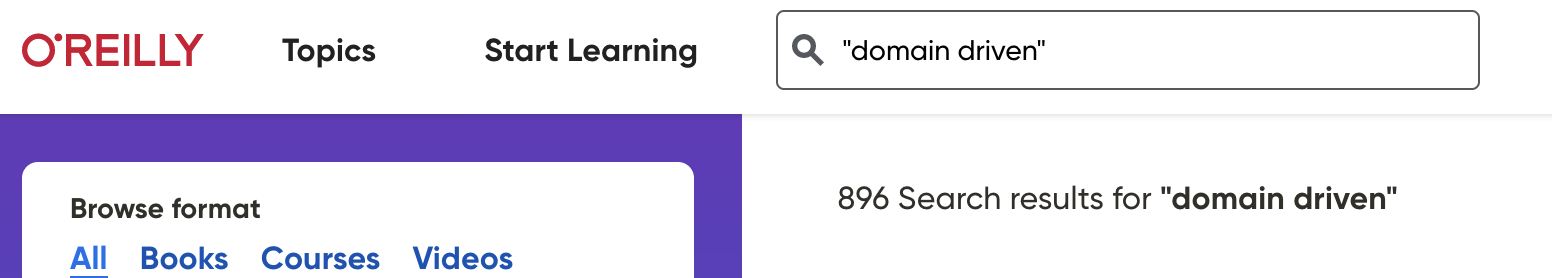 O'REILLY Topics Start Learning "domain driven"
896 Search results for "domain driven"
Browse format
All Books Courses Videos